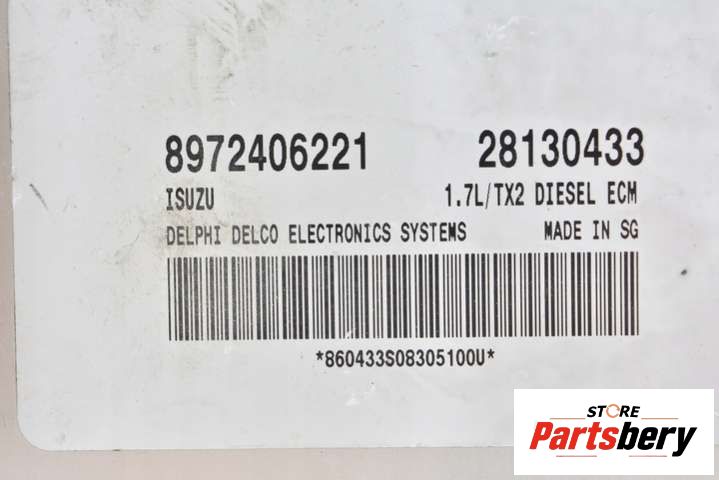 8972406221 28130433
ISUZU 1.7L/TX2 DIESEL ECM
DELPHI DELCO ELECTRONICS SYSTEMS MADE IN SG
*860433S08305100U*
STORE
Partsbery